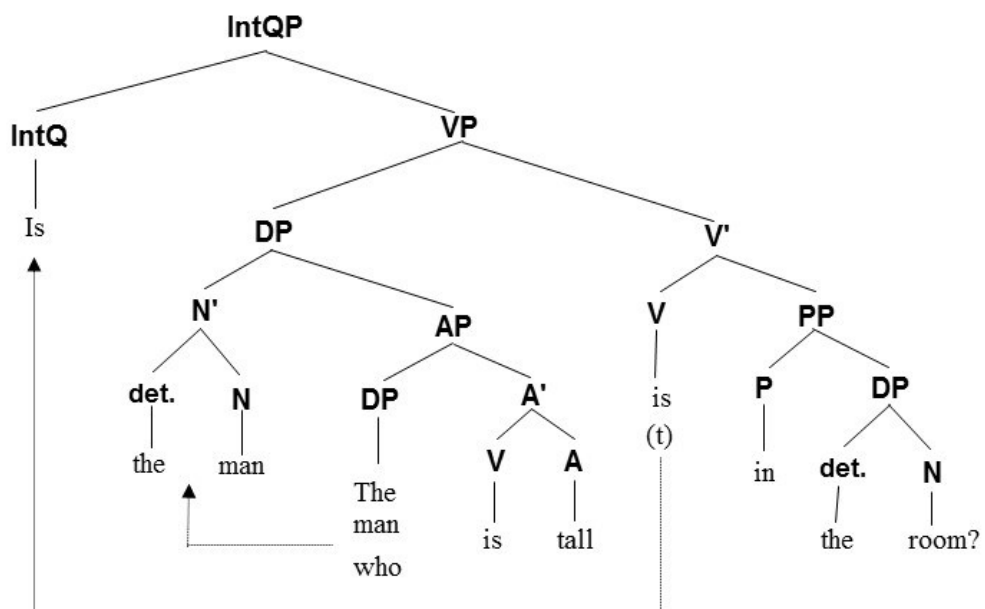 IntQP
IntQ VP
Is DP V'
N' AP V PP
det. N DP A' is P DP
the man The man who V A (t) in det. N
is tall the room?